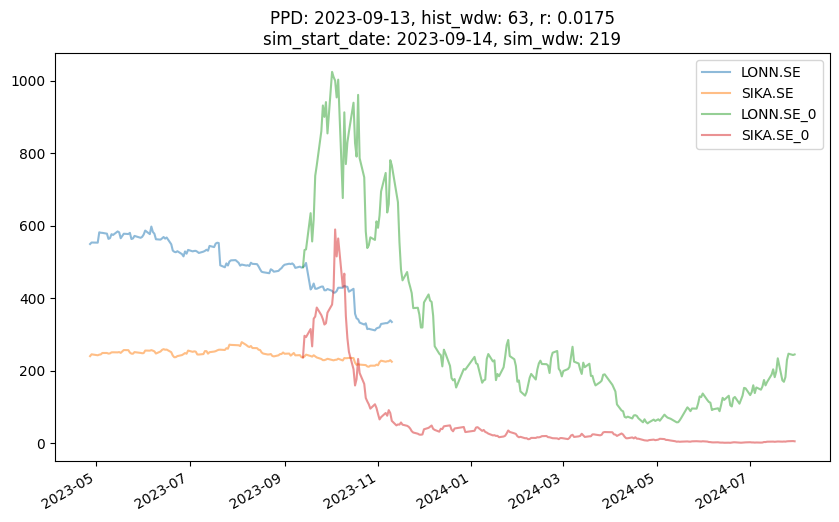 PPD: 2023-09-13, hist_wdw: 63, r: 0.0175
sim_start_date: 2023-09-14, sim_wdw: 219
LONN.SE
SIKA.SE
LONN.SE_0
SIKA.SE_0
1000
800
600
400
200
0
2023-05
2023-07
2023-09
2023-11
2024-01
2024-03
2024-05
2024-07